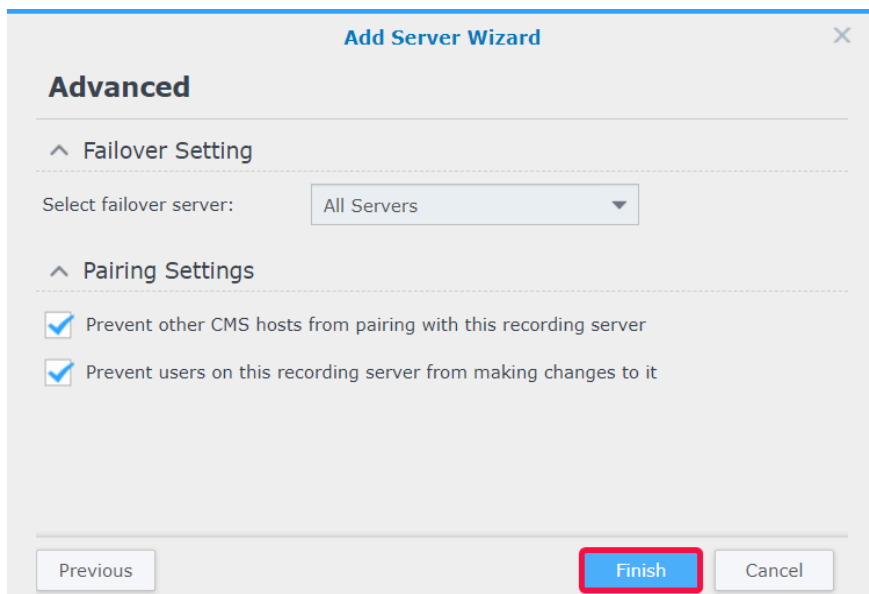 Add Server Wizard
Advanced
Failover Setting
Select failover server: All Servers
Pairing Settings
Prevent other CMS hosts from pairing with this recording server
Prevent users on this recording server from making changes to it
Previous Finish Cancel